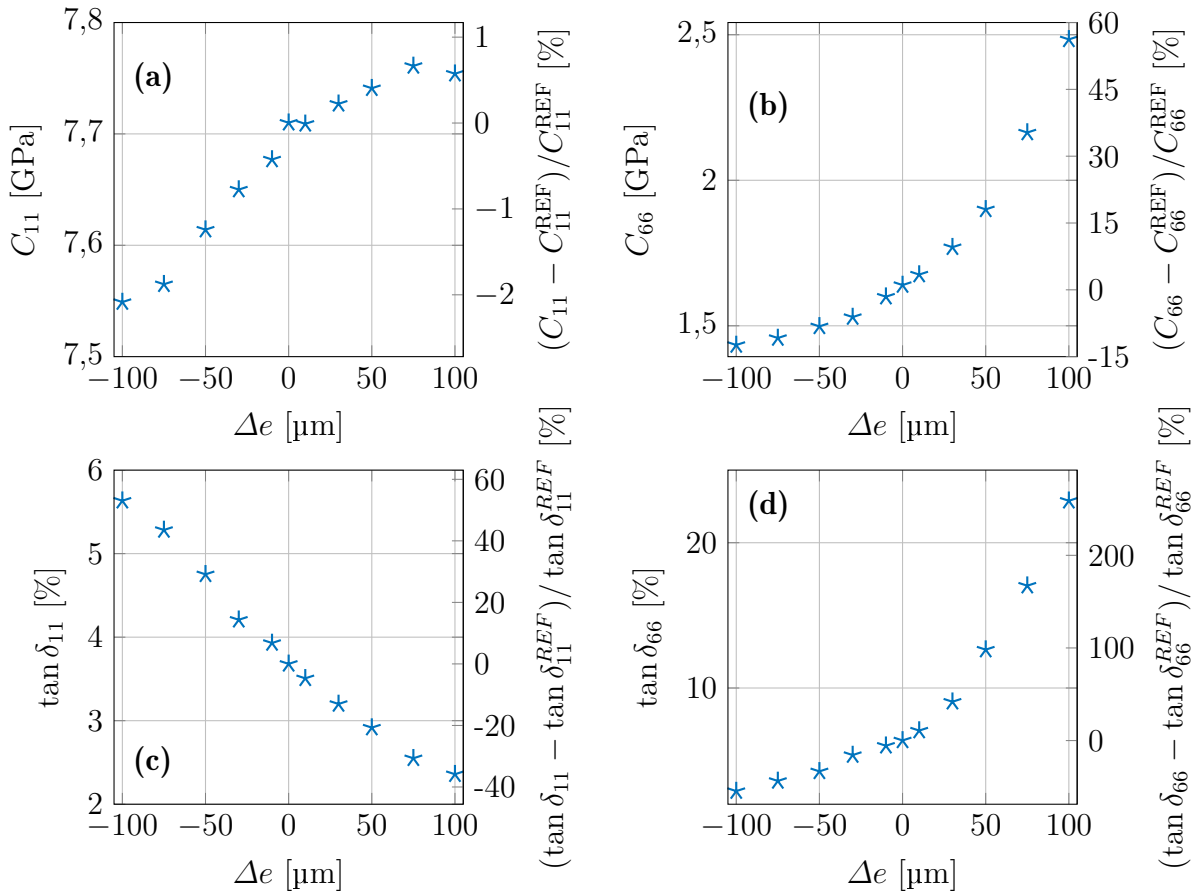 7,8
7,7
7,6
7,5
C11 [GPa]
(a)
1
0
−1
−2
(C11 − C11^REF)/C11^REF [%]
−100 −50 0 50 100
Δe [µm]
2,5
2
1,5
C66 [GPa]
(b)
60
45
30
15
0
-15
(C66 − C66^REF)/C66^REF [%]
−100 −50 0 50 100
Δe [µm]
6
5
4
3
2
tan δ11 [%]
(c)
60
40
20
0
-20
-40
(tan δ11 − tan δ11^REF)/ tan δ11^REF [%]
−100 −50 0 50 100
Δe [µm]
20
10
tan δ66 [%]
(d)
200
100
0
(tan δ66 − tan δ66^REF)/ tan δ66^REF [%]
−100 −50 0 50 100
Δe [µm]